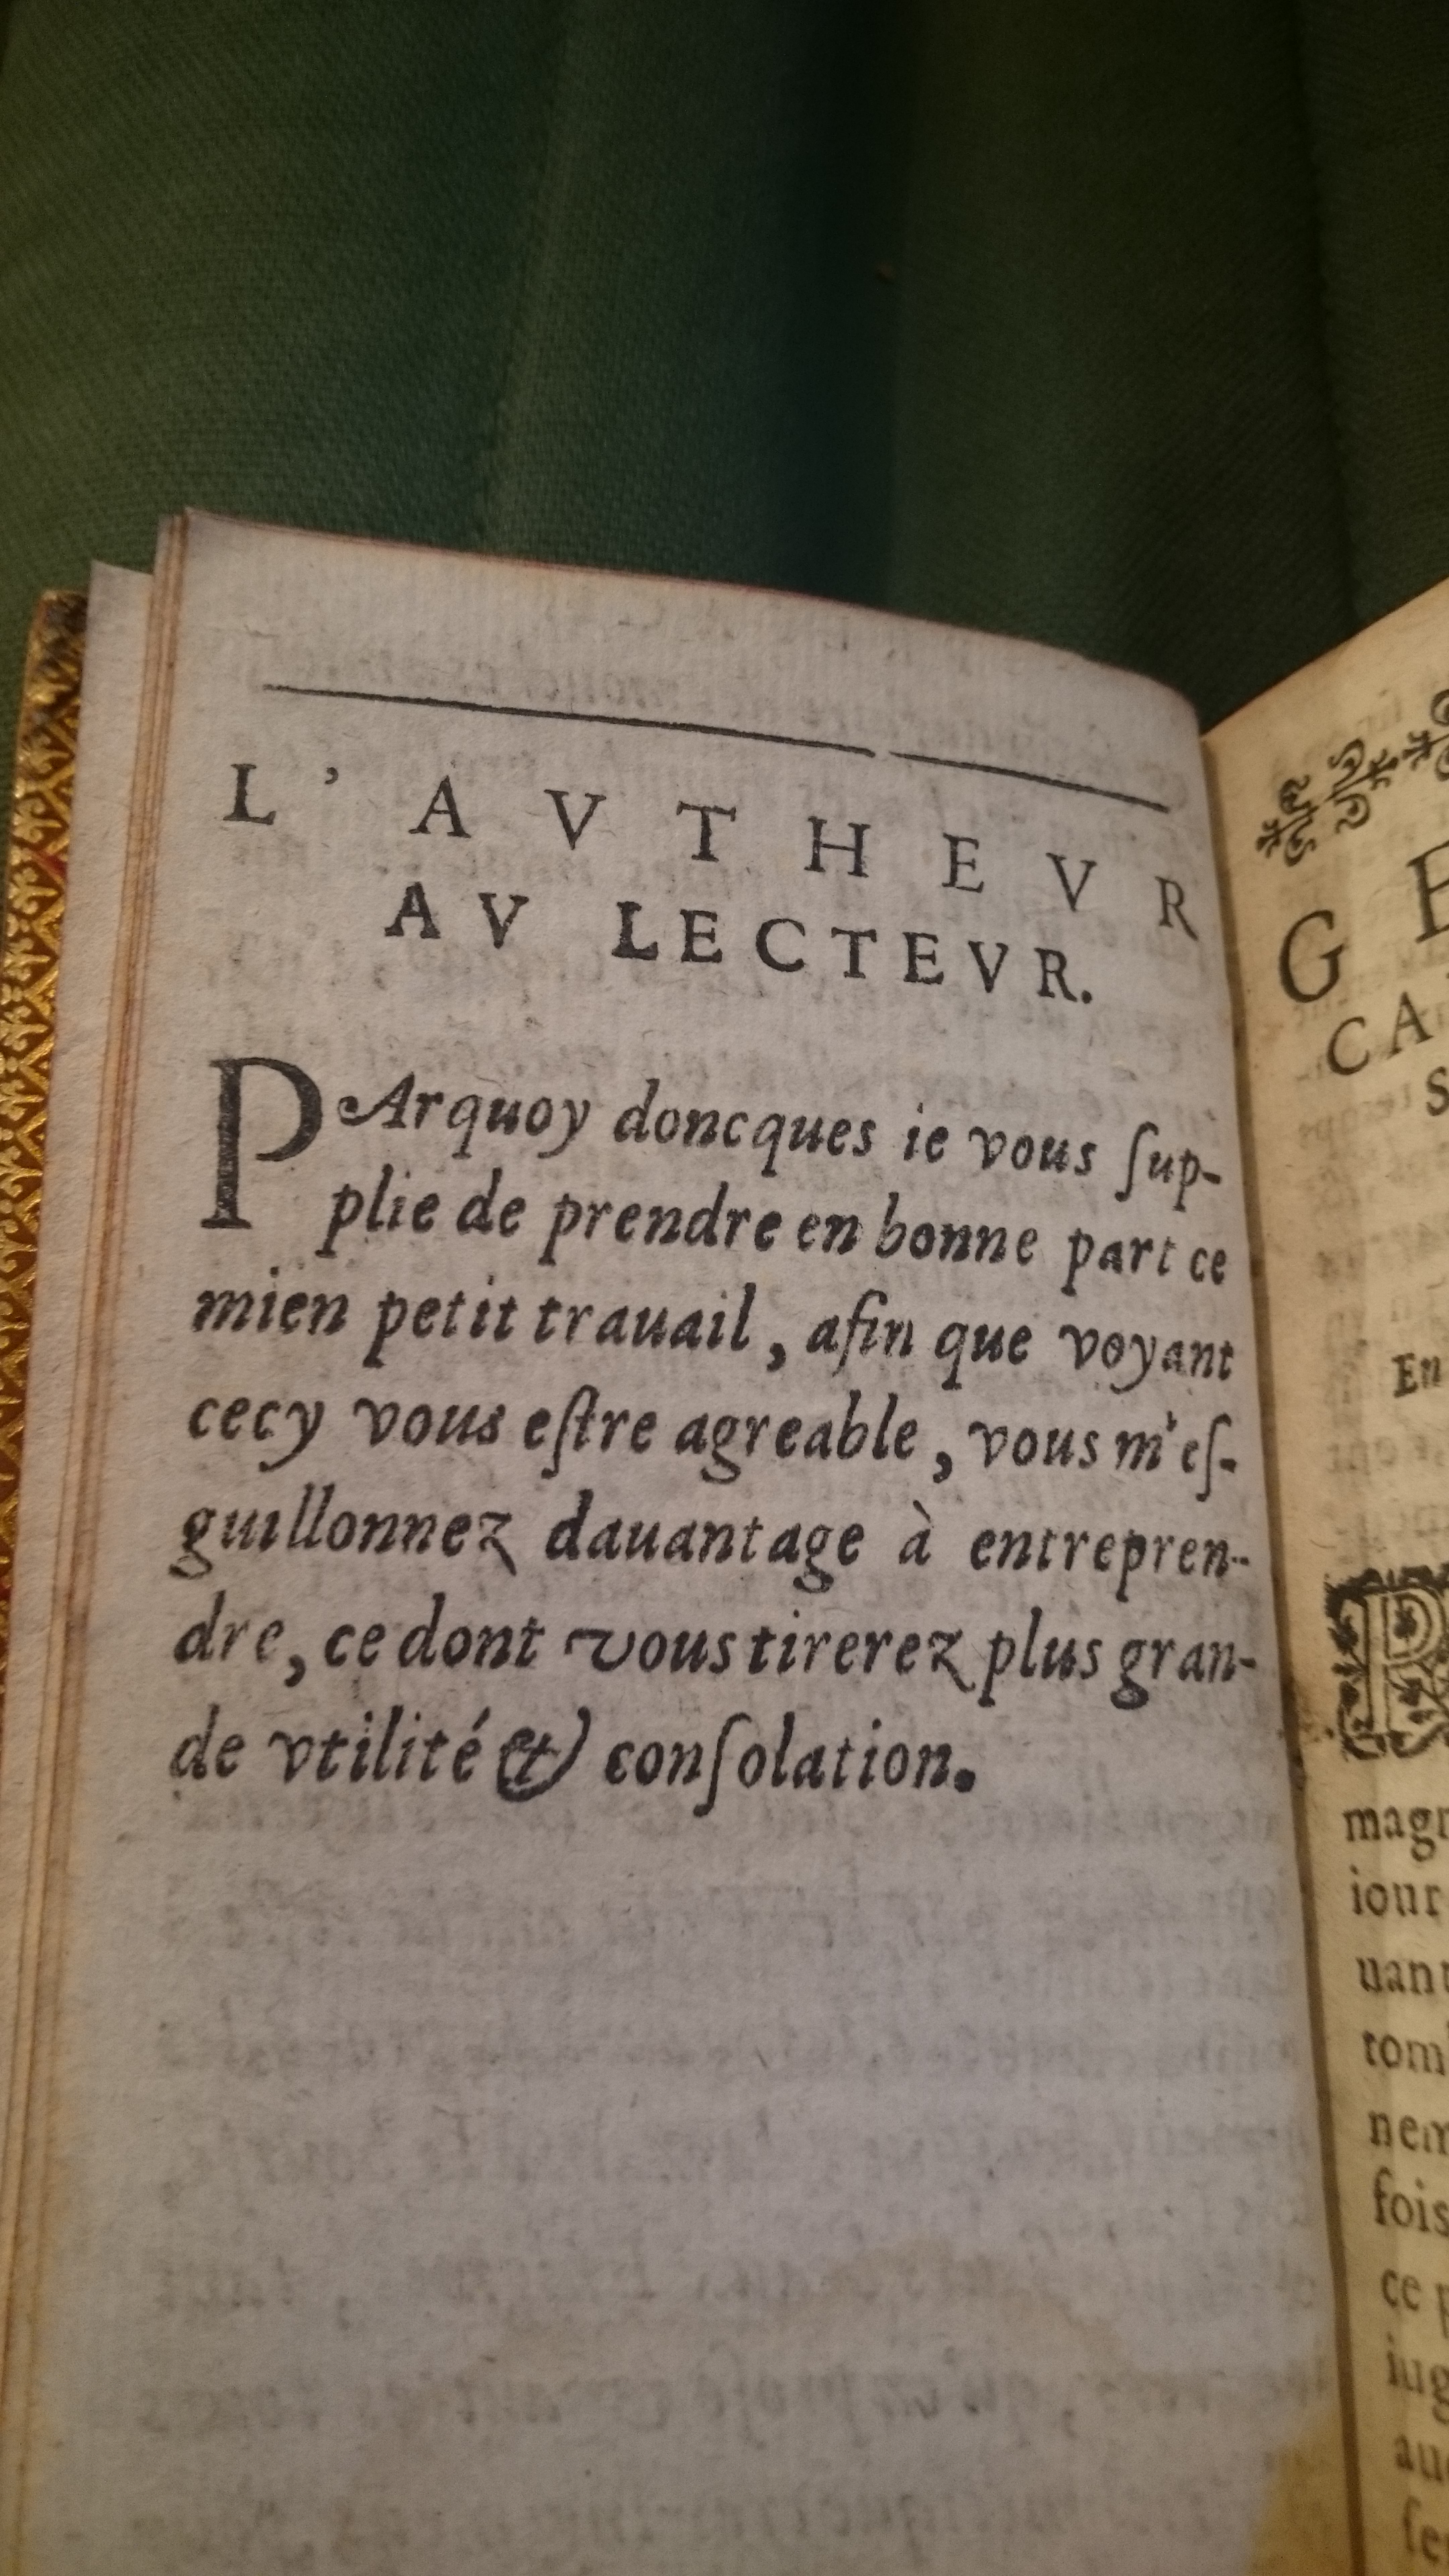 L'AVTHEVR
AV LECTEVR.
PArquoy doncques ie vous ſup-
plie de prendre en bonne part ce
mien petit trauail, afin que voyant
cecy vous eſtre agreable, vous m'eſ-
guillonnez dauantage à entrepren-
dre, ce dont vous tirerez plus gran-
de vtilité & conſolation.
G E
CA
S
En
P
magn
iour
uant
tom
nem
fois
ce p
iug